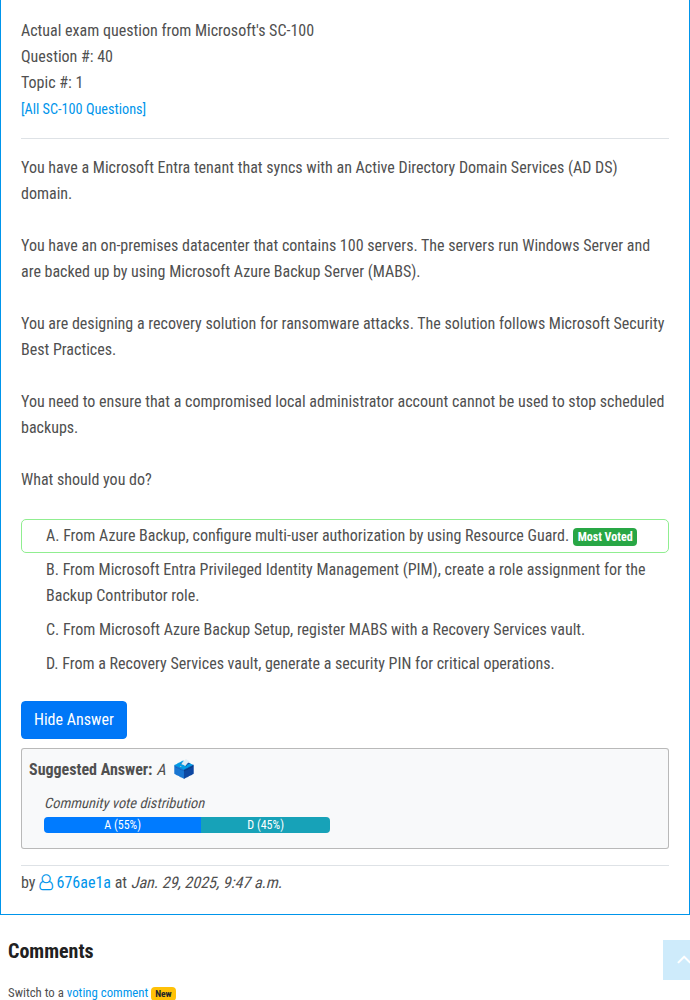 Actual exam question from Microsoft's SC-100
Question #: 40
Topic #: 1
[All SC-100 Questions]
You have a Microsoft Entra tenant that syncs with an Active Directory Domain Services (AD DS)
domain.
You have an on-premises datacenter that contains 100 servers. The servers run Windows Server and
are backed up by using Microsoft Azure Backup Server (MABS).
You are designing a recovery solution for ransomware attacks. The solution follows Microsoft Security
Best Practices.
You need to ensure that a compromised local administrator account cannot be used to stop scheduled
backups.
What should you do?
A. From Azure Backup, configure multi-user authorization by using Resource Guard. Most Voted
B. From Microsoft Entra Privileged Identity Management (PIM), create a role assignment for the
Backup Contributor role.
C. From Microsoft Azure Backup Setup, register MABS with a Recovery Services vault.
D. From a Recovery Services vault, generate a security PIN for critical operations.
Hide Answer
Suggested Answer: A
Community vote distribution
A (55%) D (45%)
by 676ae1a at Jan. 29, 2025, 9:47 a.m.
Comments
Switch to a voting comment New